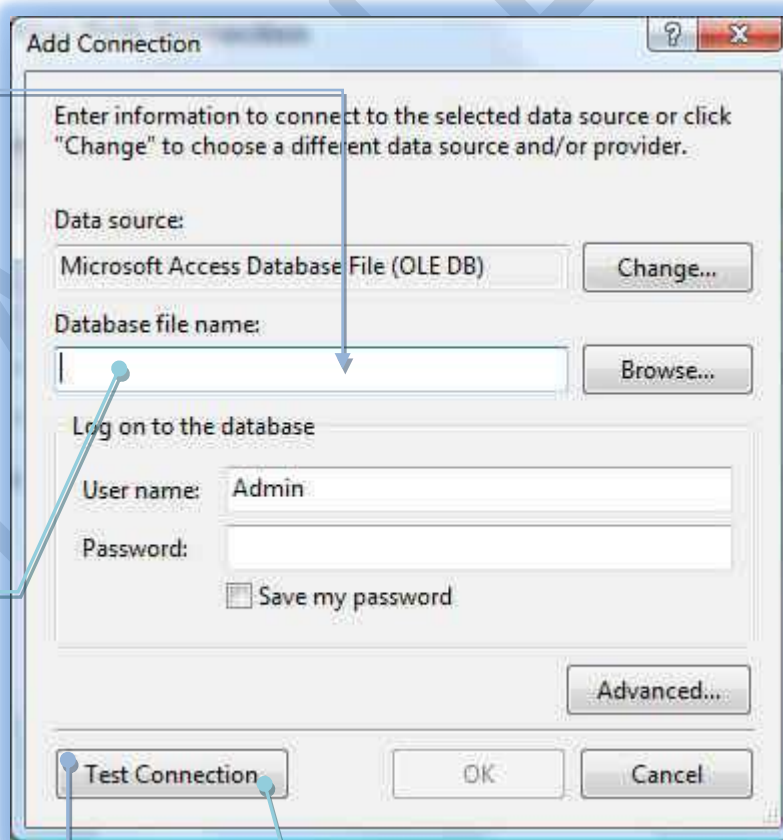 Add Connection
Enter information to connect to the selected data source or click
"Change" to choose a different data source and/or provider.
Data source:
Microsoft Access Database File (OLE DB)
Change...
Database file name:
Browse...
Log on to the database
User name:
Admin
Password:
Save my password
Advanced...
Test Connection
OK
Cancel